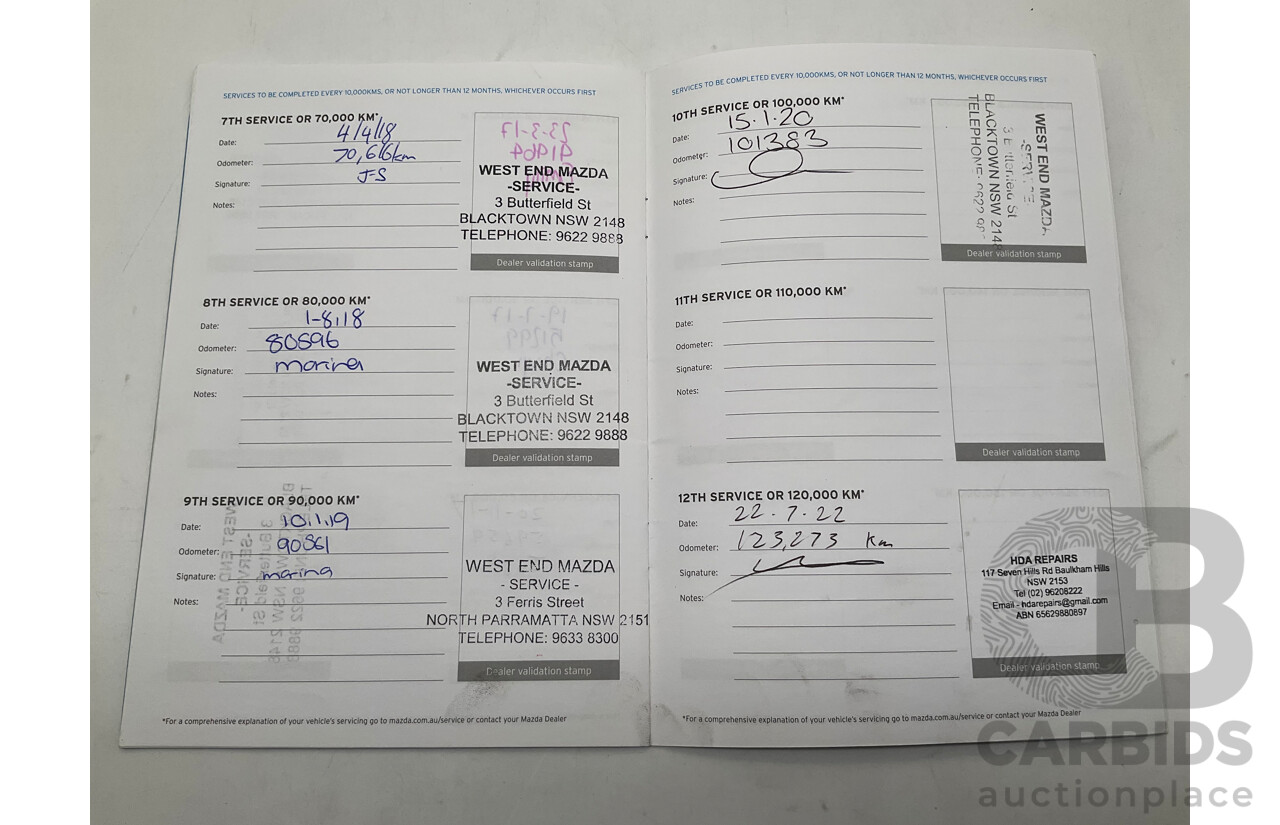 SERVICES TO BE COMPLETED EVERY 10,000KMS, OR NOT LONGER THAN 12 MONTHS, WHICHEVER OCCURS FIRST
7TH SERVICE OR 70,000 KM*
Date: 4/4/18
Odometer: 70,616km
Signature: J-S
Notes:
WEST END MAZDA
-SERVICE-
3 Butterfield St
BLACKTOWN NSW 2148
TELEPHONE: 9622 9888
Dealer validation stamp
8TH SERVICE OR 80,000 KM*
Date: 1-8.18
Odometer: 80596
Signature: marina
Notes:
WEST END MAZDA
-SERVICE-
3 Butterfield St
BLACKTOWN NSW 2148
TELEPHONE: 9622 9888
Dealer validation stamp
9TH SERVICE OR 90,000 KM*
Date: 10.1.19
Odometer: 90561
Signature: marina
Notes:
WEST END MAZDA
- SERVICE -
3 Ferris Street
NORTH PARRAMATTA NSW 2151
TELEPHONE: 9633 8300
Dealer validation stamp
*For a comprehensive explanation of your vehicle's servicing go to mazda.com.au/service or contact your Mazda Dealer
SERVICES TO BE COMPLETED EVERY 10,000KMS, OR NOT LONGER THAN 12 MONTHS, WHICHEVER OCCURS FIRST
10TH SERVICE OR 100,000 KM*
Date: 15.1.20
Odometer: 101383
Signature:
Notes:
WEST END MAZDA
St
BLACKTOWN NSW 2148
TELEPHONE: 9622
Dealer validation stamp
11TH SERVICE OR 110,000 KM*
Date:
Odometer:
Signature:
Notes:
Dealer validation stamp
12TH SERVICE OR 120,000 KM*
Date: 22.7.22
Odometer: 123,273 Km
Signature:
Notes:
HDA REPAIRS
117 Seven Hills Rd Baulkham Hills
NSW 2153
Tel (02) 96208222
Email - hdarepairs@gmail.com
ABN 65629880897
Dealer validation stamp
*For a comprehensive explanation of your vehicle's servicing go to mazda.com.au/service or contact your Mazda Dealer
CARBIDS
auctionplace